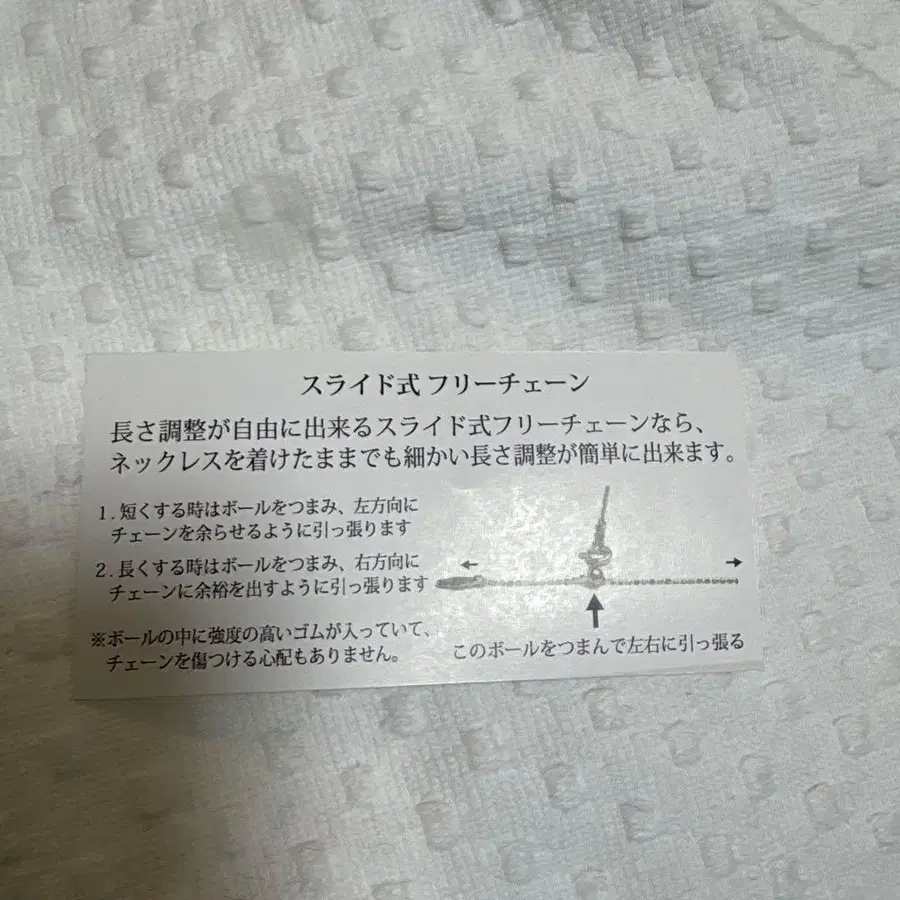 スライド式 フリーチェーン
長さ調整が自由に出来るスライド式フリーチェーンなら、
ネックレスを着けたままでも細かい長さ調整が簡単に出来ます。
1. 短くする時はボールをつまみ、左方向に
チェーンを余らせるように引っ張ります
2. 長くする時はボールをつまみ、右方向に
チェーンに余裕を出すように引っ張ります
※ボールの中に強度の高いゴムが入っていて、
チェーンを傷つける心配もありません。
このボールをつまんで左右に引っ張る